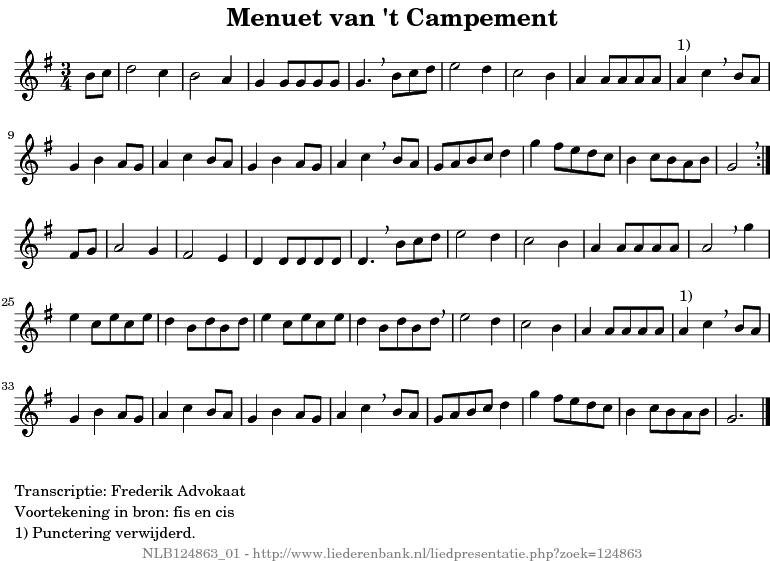 Menuet van 't Campement
3
4
1)
9
25
1)
33
Transcriptie: Frederik Advokaat
Voortekening in bron: fis en cis
1) Punctering verwijderd.
NLB124863_01 - http://www.liederenbank.nl/liedpresentatie.php?zoek=124863